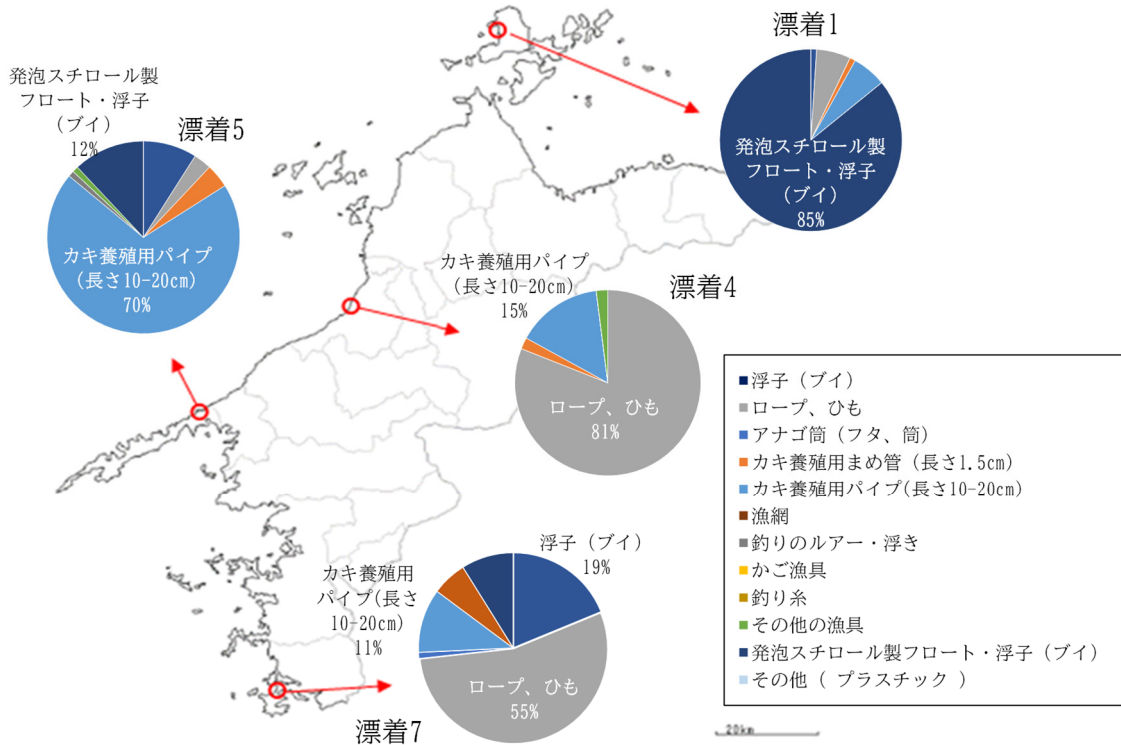 漂着1
発泡スチロール製
フロート・浮子
(ブイ)
85%
発泡スチロール製
フロート・浮子
(ブイ)
12%
漂着5
カキ養殖用パイプ
(長さ10-20cm)
70%
カキ養殖用パイプ
(長さ10-20cm)
15%
漂着4
ロープ、ひも
81%
浮子（ブイ）
19%
カキ養殖用
パイプ(長さ
10-20cm)
11%
ロープ、ひも
55%
漂着7
浮子（ブイ）
ロープ、ひも
アナゴ筒（フタ、筒）
カキ養殖用まめ管（長さ1.5cm）
カキ養殖用パイプ(長さ10-20cm)
漁網
釣りのルアー・浮き
かご漁具
釣り糸
その他の漁具
発泡スチロール製フロート・浮子（ブイ）
その他（ プラスチック ）
20km